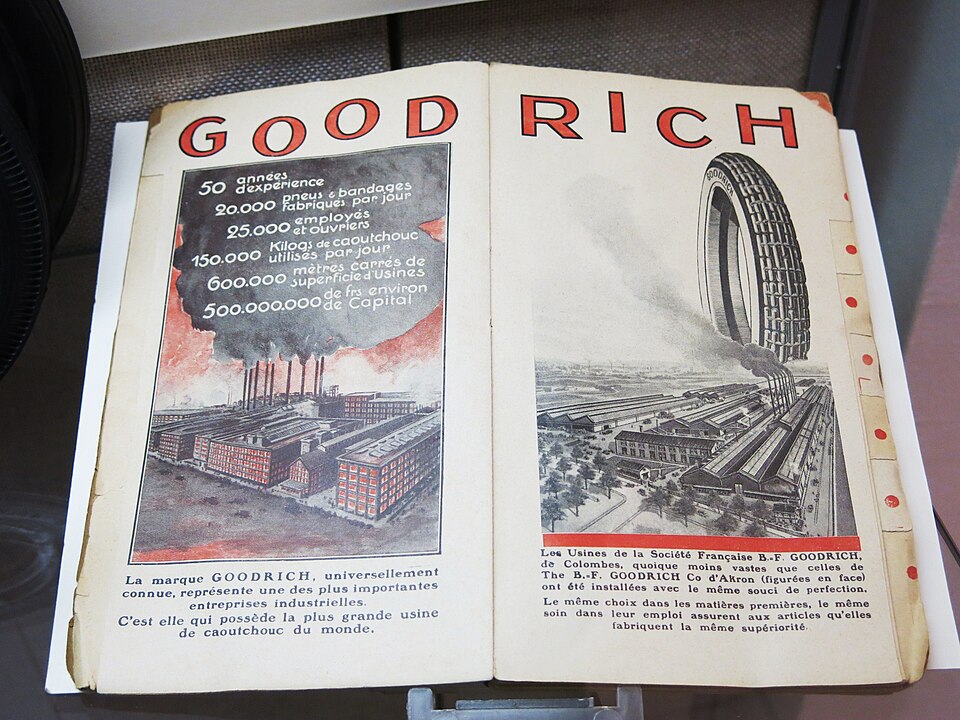 GOODRICH
50 années
d'expérience
20.000 pneus & bandages
fabriqués par jour
25.000 employés
et ouvriers
150.000 Kilogs de caoutchouc
utilisés par jour
600.000 mètres carrés de
superficie d'Usines
500.000.000 de frs environ
de Capital
La marque GOODRICH, universellement
connue, représente une des plus importantes
entreprises industrielles.
C'est elle qui possède la plus grande usine
de caoutchouc du monde.
GOODRICH
Les Usines de la Société Française B.-F. GOODRICH,
de Colombes, quoique moins vastes que celles de
The B.-F. GOODRICH Co d'Akron (figurées en face)
ont été installées avec le même souci de perfection.
Le même choix dans les matières premières, le même
soin dans leur emploi assurent aux articles qu'elles
fabriquent la même supériorité.